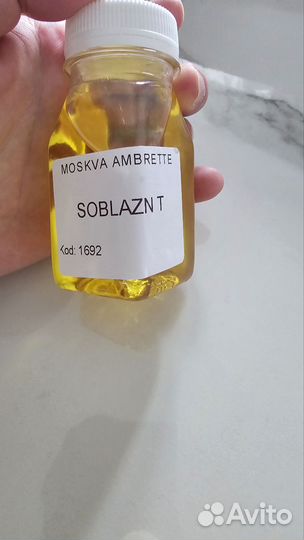 MOSKVA AMBRETTE
SOBLAZN T
Kod: 1692
Avito